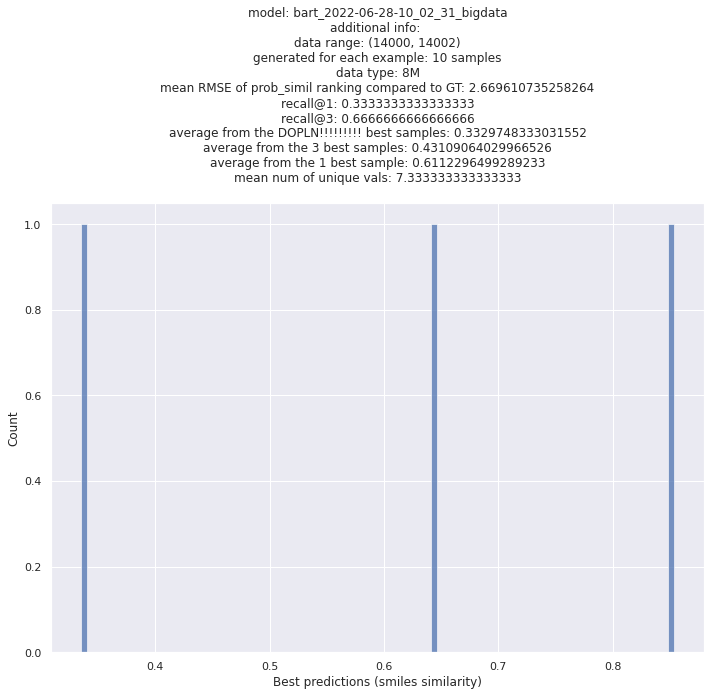 model: bart_2022-06-28-10_02_31_bigdata
additional info:
data range: (14000, 14002)
generated for each example: 10 samples
data type: 8M
mean RMSE of prob_simil ranking compared to GT: 2.669610735258264
recall@1: 0.3333333333333333
recall@3: 0.6666666666666666
average from the DOPLN!!!!!!!!! best samples: 0.3329748333031552
average from the 3 best samples: 0.43109064029966526
average from the 1 best sample: 0.6112296499289233
mean num of unique vals: 7.333333333333333
1.0
0.8
0.6
0.4
0.2
0.0
Count
0.4 0.5 0.6 0.7 0.8
Best predictions (smiles similarity)